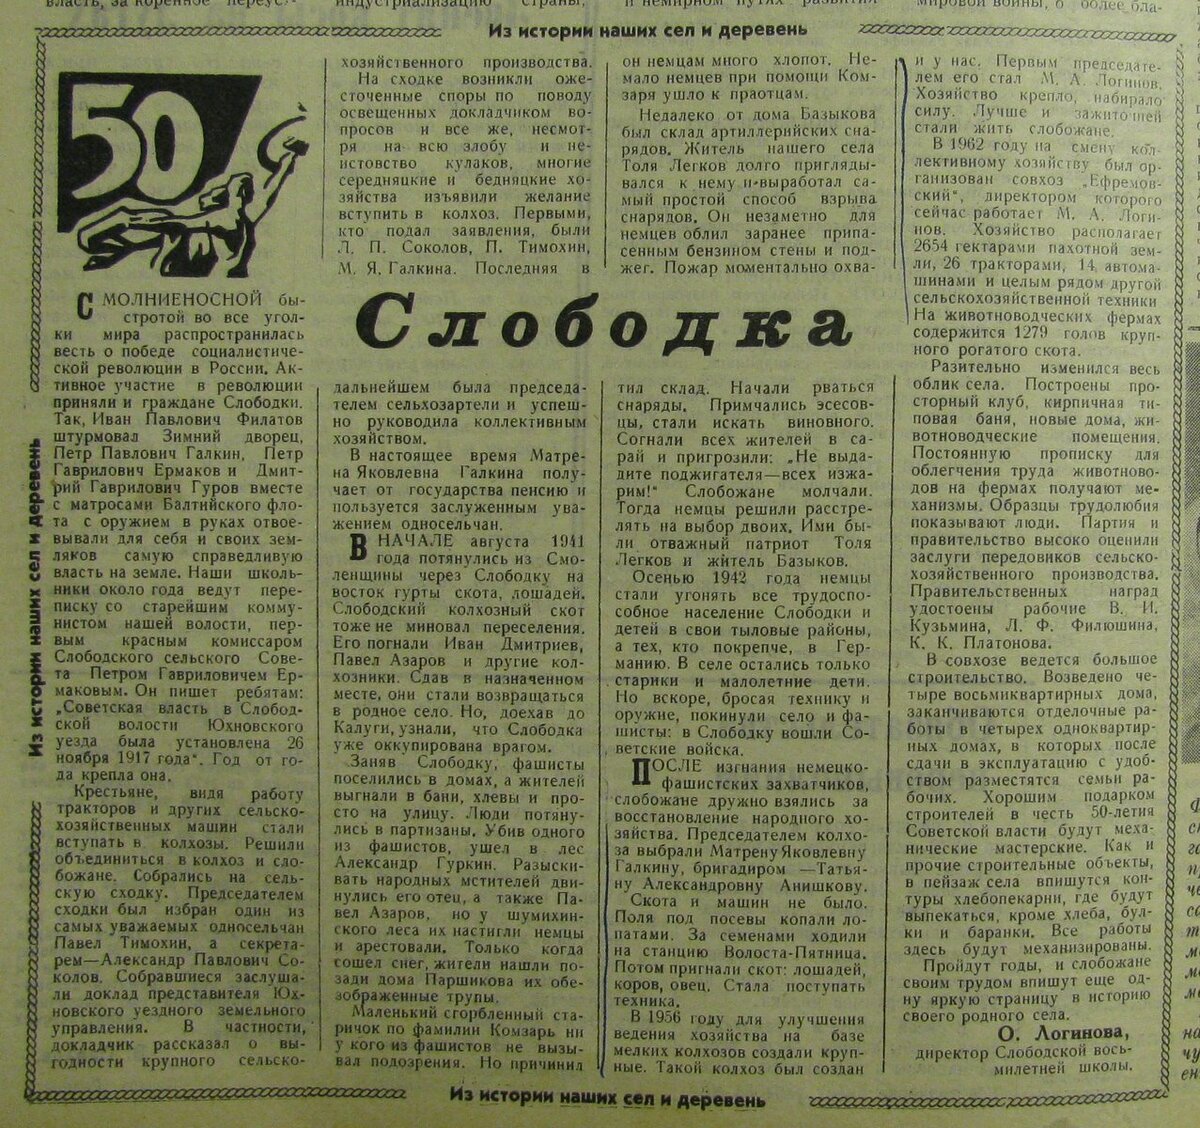 власть, за коренное
индустриализацию страны,
и немирном путях развития
мировой войны, о более бла-
Из истории наших сел и деревень
50
Слободка
С МОЛНИЕНОСНОЙ бы-
стротой во все угол-
ки мира распространилась
весть о победе социалистиче-
ской революции в России. Ак-
тивное участие в революции
приняли и граждане Слободки.
Так, Иван Павлович Филатов
штурмовал Зимний дворец,
Петр Павлович Галкин, Петр
Гаврилович Ермаков и Дмит-
рий Гаврилович Гуров вместе
с матросами Балтийского фло-
та с оружием в руках отвое-
вывали для себя и своих зем-
ляков самую справедливую
власть на земле. Наши школь-
ники около года ведут пере-
писку со старейшим комму-
нистом нашей волости, пер-
вым красным комиссаром
Слободского сельского Сове-
та Петром Гавриловичем Ер-
маковым. Он пишет ребятам:
„Советская власть в Слобод-
ской волости Юхновского
уезда была установлена 26
ноября 1917 года“. Год от го-
да крепла она.
Крестьяне, видя работу
тракторов и других сельско-
хозяйственных машин стали
вступать в колхозы. Решили
объединиться в колхоз и сло-
божане. Собрались на сель-
скую сходку. Председателем
сходки был избран один из
самых уважаемых односельчан
Павел Тимохин, а секрета-
рем—Александр Павлович Со-
колов. Собравшиеся заслуша-
ли доклад представителя Юх-
новского уездного земельного
управления. В частности,
докладчик рассказал о вы-
годности крупного сельско-
хозяйственного производства.
На сходке возникли оже-
сточенные споры по поводу
освещенных докладчиком во-
просов и все же, несмот-
ря на всю злобу и не-
истовство кулаков, многие
середняцкие и бедняцкие хо-
зяйства изъявили желание
вступить в колхоз. Первыми,
кто подал заявления, были
Л. П. Соколов, П. Тимохин,
М. Я. Галкина. Последняя в
дальнейшем была председа-
телем сельхозартели и успеш-
но руководила коллективным
хозяйством.
В настоящее время Матре-
на Яковлевна Галкина полу-
чает от государства пенсию и
пользуется заслуженным ува-
жением односельчан.
В НАЧАЛЕ августа 1941
года потянулись из Смо-
ленщины через Слободку на
восток гурты скота, лошадей.
Слободский колхозный скот
тоже не миновал переселения.
Его погнали Иван Дмитриев,
Павел Азаров и другие кол-
хозники. Сдав в назначенном
месте, они стали возвращаться
в родное село. Но, доехав до
Калуги, узнали, что Слободка
уже оккупирована врагом.
Заняв Слободку, фашисты
поселились в домах, а жителей
выгнали в бани, хлевы и про-
сто на улицу. Люди потяну-
лись в партизаны. Убив одного
из фашистов, ушел в лес
Александр Гуркин. Разыски-
вать народных мстителей дви-
нулись его отец, а также Па-
вел Азаров, но у шумихин-
ского леса их настигли немцы
и арестовали. Только когда
сошел снег, жители нашли по-
зади дома Паршикова их обе-
зображенные трупы.
Маленький сгорбленный ста-
ричок по фамилии Комзарь ни
у кого из фашистов не вызы-
вал подозрения. Но причинил
он немцам много хлопот. Не-
мало немцев при помощи Ком-
заря ушло к праотцам.
Недалеко от дома Базыкова
был склад артиллерийских сна-
рядов. Житель нашего села
Толя Легков долго пригляды-
вался к нему и выработал са-
мый простой способ взрыва
снарядов. Он незаметно для
немцев облил заранее припа-
сенным бензином стены и под-
жег. Пожар моментально охва-
тил склад. Начали рваться
снаряды. Примчались эсесов-
цы, стали искать виновного.
Согнали всех жителей в са-
рай и пригрозили: „Не выда-
дите поджигателя—всех изжа-
рим!“ Слобожане молчали.
Тогда немцы решили расстре-
лять на выбор двоих. Ими бы-
ли отважный патриот Толя
Легков и житель Базыков.
Осенью 1942 года немцы
стали угонять все трудоспо-
собное население Слободки и
детей в свои тыловые районы,
а тех, кто покрепче, в Гер-
манию. В селе остались только
старики и малолетние дети.
Но вскоре, бросая технику и
оружие, покинули село и фа-
шисты: в Слободку вошли Со-
ветские войска.
ПОСЛЕ изгнания немецко-
фашистских захватчиков,
слобожане дружно взялись за
восстановление народного хо-
зяйства. Председателем колхо-
за выбрали Матрену Яковлевну
Галкину, бригадиром —Татья-
ну Александровну Анишкову.
Скота и машин не было.
Поля под посевы копали ло-
патами. За семенами ходили
на станцию Волоста-Пятница.
Потом пригнали скот: лошадей,
коров, овец. Стала поступать
техника.
В 1956 году для улучшения
ведения хозяйства на базе
мелких колхозов создали круп-
ные. Такой колхоз был создан
и у нас. Первым председате-
лем его стал М. А. Логинов.
Хозяйство крепло, набирало
силу. Лучше и зажиточней
стали жить слобожане.
В 1962 году на смену кол-
лективному хозяйству был ор-
ганизован совхоз „Ефремов-
ский“, директором которого
сейчас работает М. А. Логи-
нов. Хозяйство располагает
2654 гектарами пахотной зем-
ли, 26 тракторами, 14 автома-
шинами и целым рядом другой
сельскохозяйственной техники
На животноводческих фермах
содержится 1279 голов круп-
ного рогатого скота.
Разительно изменился весь
облик села. Построены про-
сторный клуб, кирпичная ти-
повая баня, новые дома, жи-
вотноводческие помещения.
Постоянную прописку для
облегчения труда животново-
дов на фермах получают ме-
ханизмы. Образцы трудолюбия
показывают люди. Партия и
правительство высоко оценили
заслуги передовиков сельско-
хозяйственного производства.
Правительственных наград
удостоены рабочие В. И.
Кузьмина, Л. Ф. Филюшина,
К. К. Платонова.
В совхозе ведется большое
строительство. Возведено че-
тыре восьмиквартирных дома,
заканчиваются отделочные ра-
боты в четырех одноквартир-
ных домах, в которых после
сдачи в эксплуатацию с удоб-
ством разместятся семьи ра-
бочих. Хорошим подарком
строителей в честь 50-летия
Советской власти будут меха-
нические мастерские. Как и
прочие строительные объекты,
в пейзаж села впишутся кон-
туры хлебопекарни, где будут
выпекаться, кроме хлеба, бул-
ки и баранки. Все работы
здесь будут механизированы.
Пройдут годы, и слобожане
своим трудом впишут еще од-
ну яркую страницу в историю
своего родного села.
О. Логинова,
директор Слободской вось-
милетней школы.
Из истории наших сел и деревень
Из истории наших сел и деревень